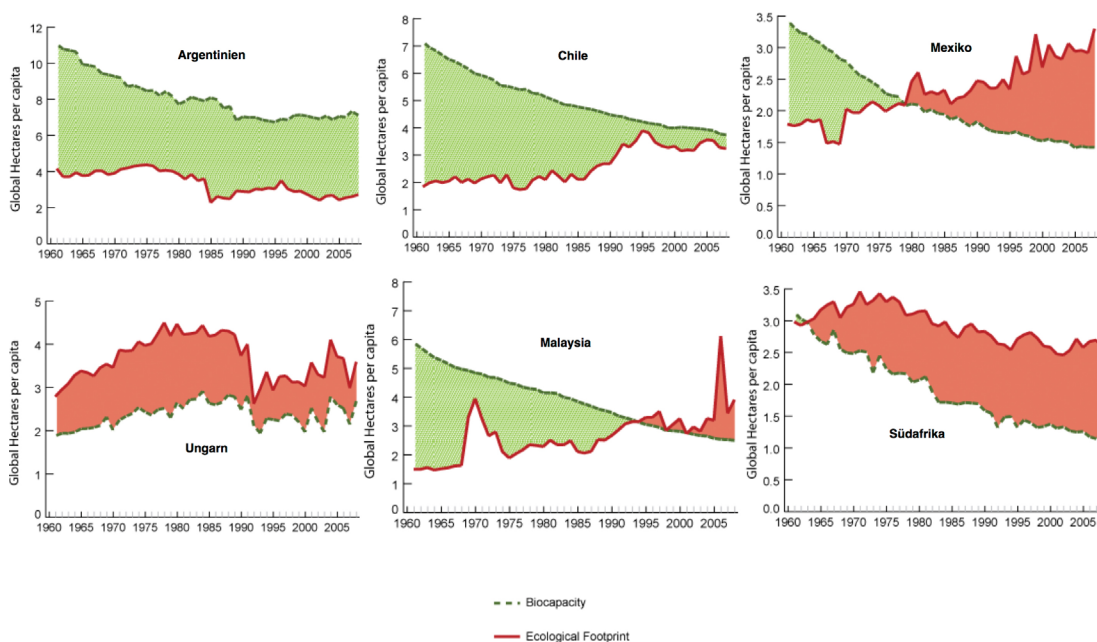 Argentinien
Global Hectares per capita
12
10
8
6
4
2
0
1960 1965 1970 1975 1980 1985 1990 1995 2000 2005
Chile
Global Hectares per capita
8
7
6
5
4
3
2
1
0
1960 1965 1970 1975 1980 1985 1990 1995 2000 2005
Mexiko
Global Hectares per capita
3.5
3.0
2.5
2.0
1.5
1.0
0.5
0.0
1960 1965 1970 1975 1980 1985 1990 1995 2000 2005
Ungarn
Global Hectares per capita
5
4
3
2
1
0
1960 1965 1970 1975 1980 1985 1990 1995 2000 2005
Malaysia
Global Hectares per capita
8
7
6
5
4
3
2
1
0
1960 1965 1970 1975 1980 1985 1990 1995 2000 2005
Südafrika
Global Hectares per capita
3.5
3.0
2.5
2.0
1.5
1.0
0.5
0.0
1960 1965 1971 1975 1980 1985 1990 1995 2000 2005
Biocapacity
Ecological Footprint